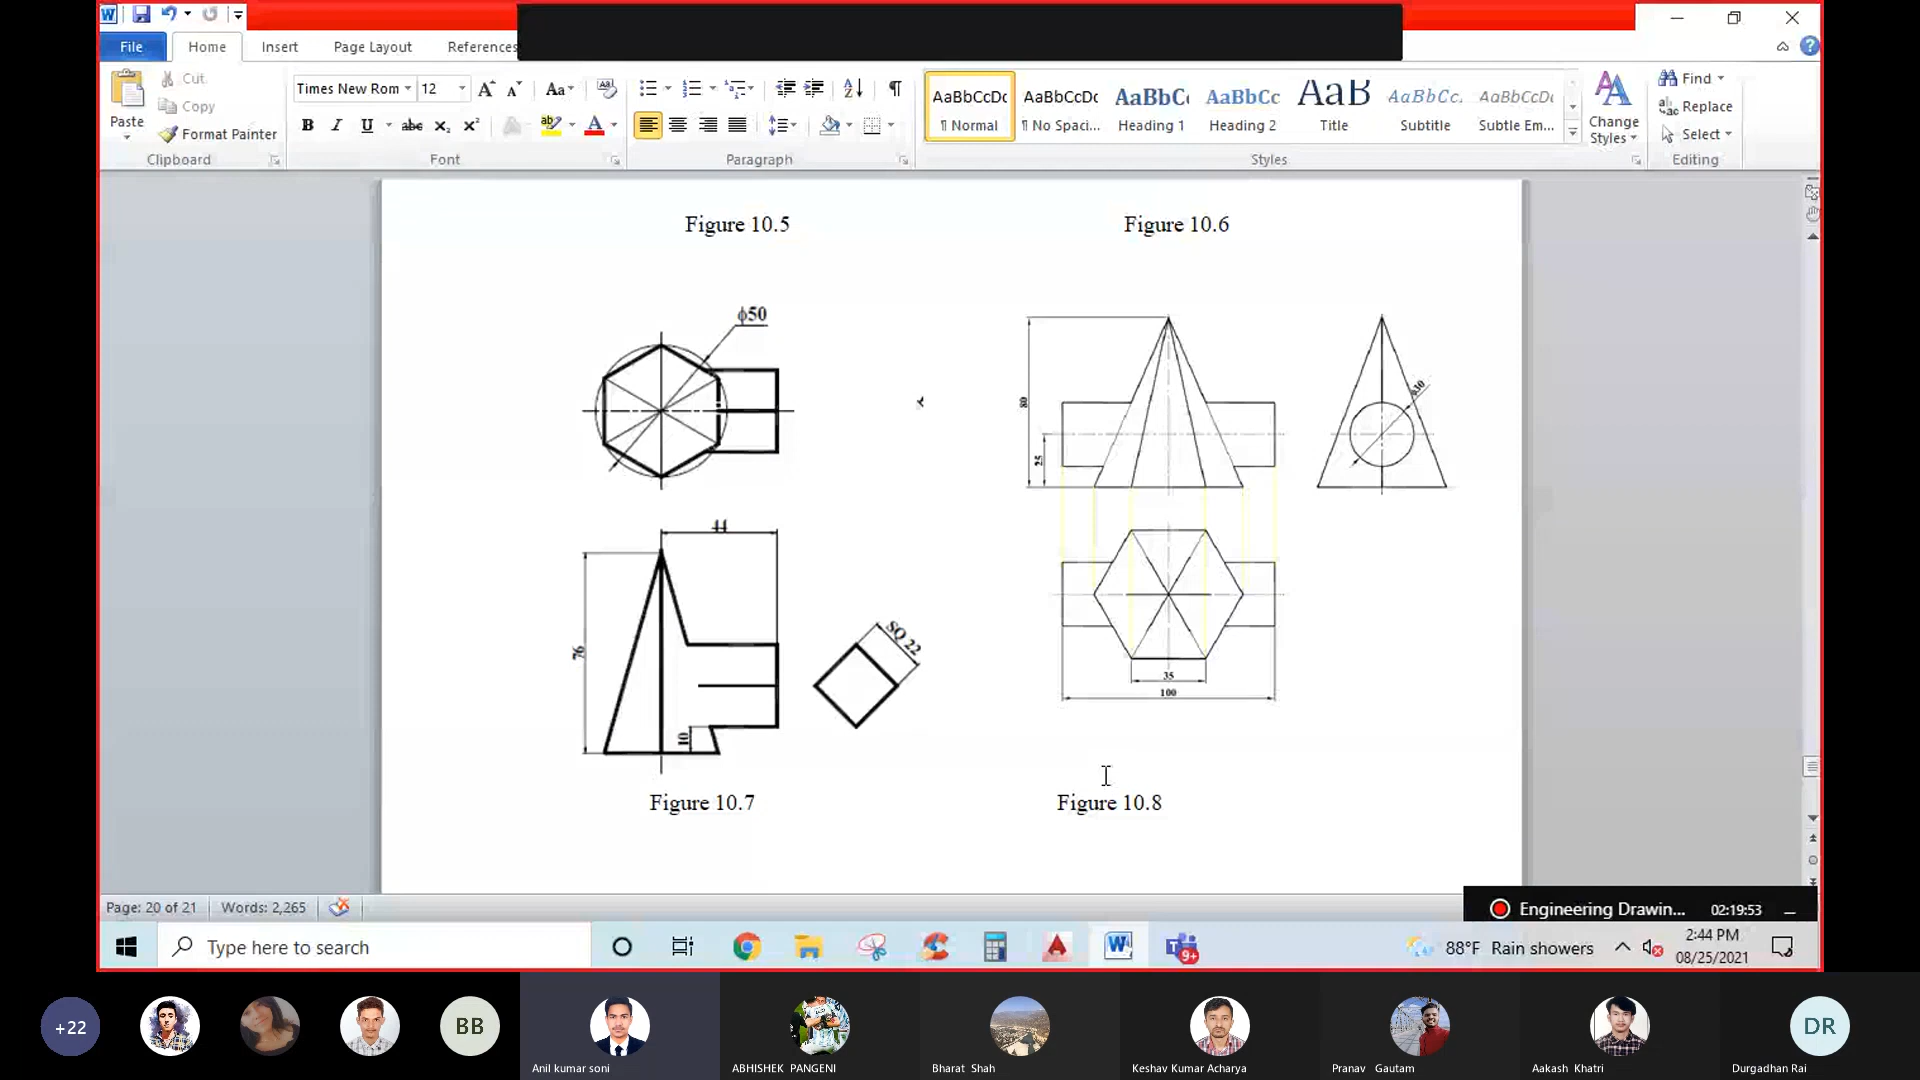 File Home Insert Page Layout References
Cut
Copy
Paste
Format Painter
Clipboard
Times New Rom 12
Font
Paragraph
AaBbCcDc AaBbCcDc AaBbC AaBbCc AaB AaBbCc. AaBbCcDc
¶ Normal ¶ No Spaci... Heading 1 Heading 2 Title Subtitle Subtle Em...
Styles
Change
Styles
Find
Replace
Select
Editing
Figure 10.5 Figure 10.6
ϕ50
44
76
10
SQ 22
80
25
ϕ30
35
100
Figure 10.7 Figure 10.8
Page: 20 of 21 Words: 2,265
Engineering Drawin... 02:19:53
Type here to search
9+
88°F Rain showers
2:44 PM
08/25/2021
+22
BB
DR
Anil kumar soni ABHISHEK PANGENI Bharat Shah Keshav Kumar Acharya Pranav Gautam Aakash Khatri Durgadhan Rai